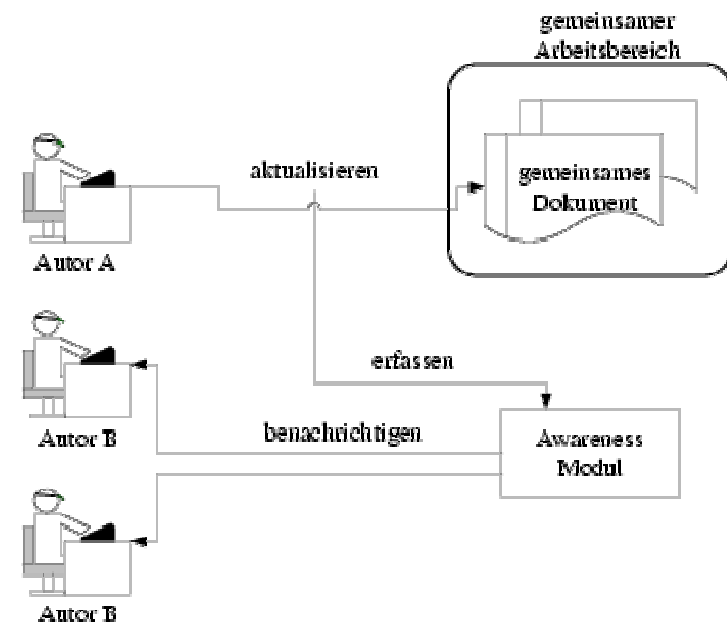 gemeinsamer
Arbeitsbereich
aktualisieren
gemeinsames
Dokument
Autor A
erfassen
Autor B
benachrichtigen
Awareness
Modul
Autor B